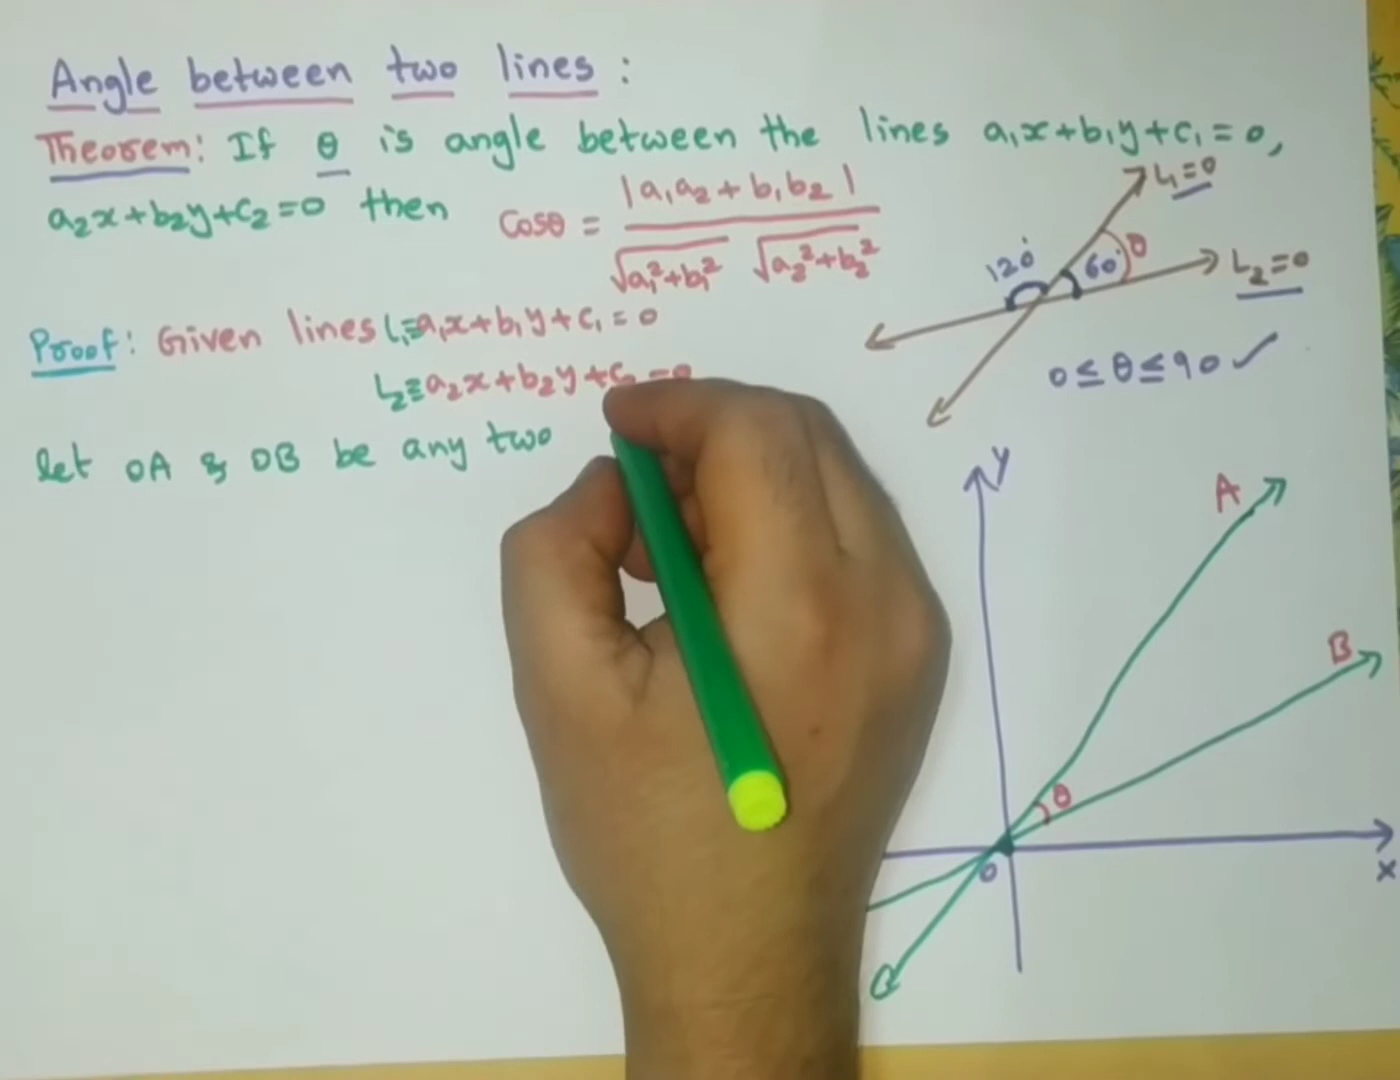 Angle between two lines :
Theorem: If θ is angle between the lines a₁x+b₁y+c₁=0,
a₂x+b₂y+c₂=0 then Cosθ = |a₁a₂ + b₁b₂| / √a₁²+b₁² √a₂²+b₂²
L₁=0
120° 60° θ L₂=0
Proof: Given lines L₁≡a₁x+b₁y+c₁=0
0≤θ≤90 ✓
L₂≡a₂x+b₂y+c₂=0
let OA & OB be any two
Y
A
B
θ
O
X